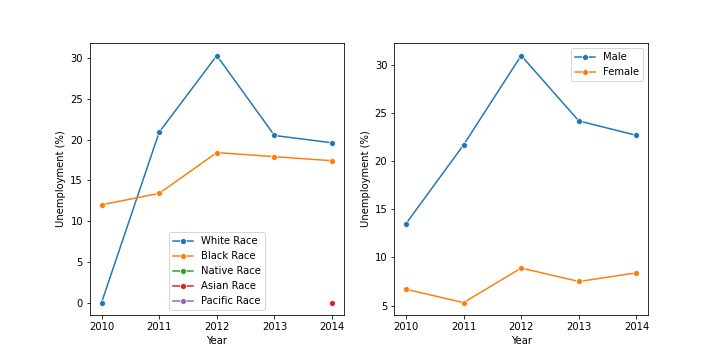 30
25
20
15
10
5
0
Unemployment (%)
White Race
Black Race
Native Race
Asian Race
Pacific Race
2010 2011 2012 2013 2014
Year
30
25
20
15
10
5
Unemployment (%)
Male
Female
2010 2011 2012 2013 2014
Year